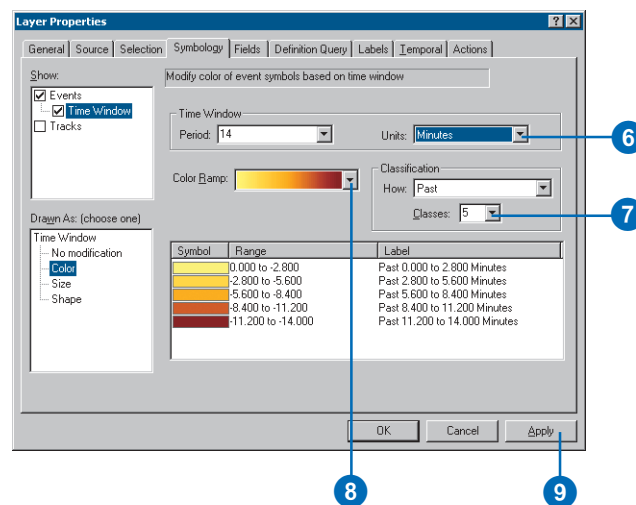 Layer Properties
General Source Selection Symbology Fields Definition Query Labels Temporal Actions
Show:
Events
Time Window
Tracks
Modify color of event symbols based on time window
Time Window
Period: 14
Units: Minutes
6
Color Ramp:
Classification
How: Past
Classes: 5
7
Drawn As: (choose one)
Time Window
No modification
Color
Size
Shape
Symbol Range Label
0.000 to -2.800 Past 0.000 to 2.800 Minutes
-2.800 to -5.600 Past 2.800 to 5.600 Minutes
-5.600 to -8.400 Past 5.600 to 8.400 Minutes
-8.400 to -11.200 Past 8.400 to 11.200 Minutes
-11.200 to -14.000 Past 11.200 to 14.000 Minutes
OK Cancel Apply
8 9